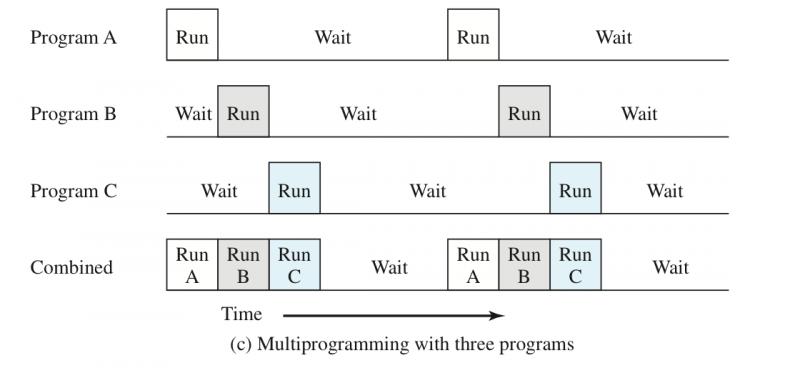 Program A Run Wait Run Wait
Program B Wait Run Wait Run Wait
Program C Wait Run Wait Run Wait
Combined Run A Run B Run C Wait Run A Run B Run C Wait
Time
(c) Multiprogramming with three programs